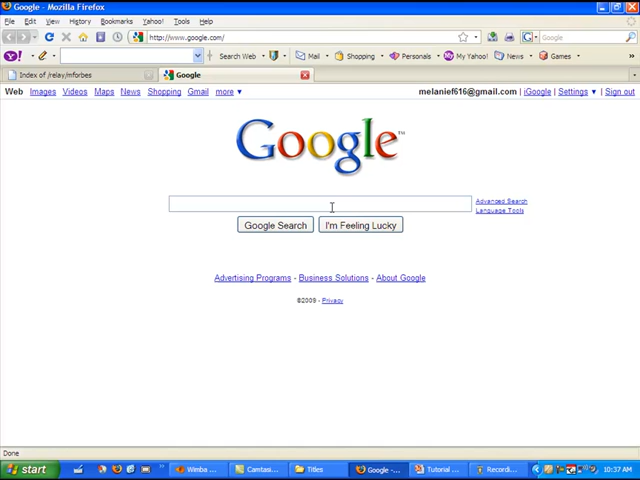 Google - Mozilla Firefox
File Edit View History Bookmarks Yahoo! Tools Help
http://www.google.com/
Google
Y! Search Web Mail Shopping Personals My Yahoo! News Games
Index of /relay/mforbes Google
Web Images Videos Maps News Shopping Gmail more ▼ melanief616@gmail.com | iGoogle | Settings ▼ | Sign out
Google™
Advanced Search
Language Tools
Google Search I'm Feeling Lucky
Advertising Programs - Business Solutions - About Google
©2009 - Privacy
Done
start Wimba ... Camtasi... Titles Google -... Tutorial ... Recordi... 10:37 AM